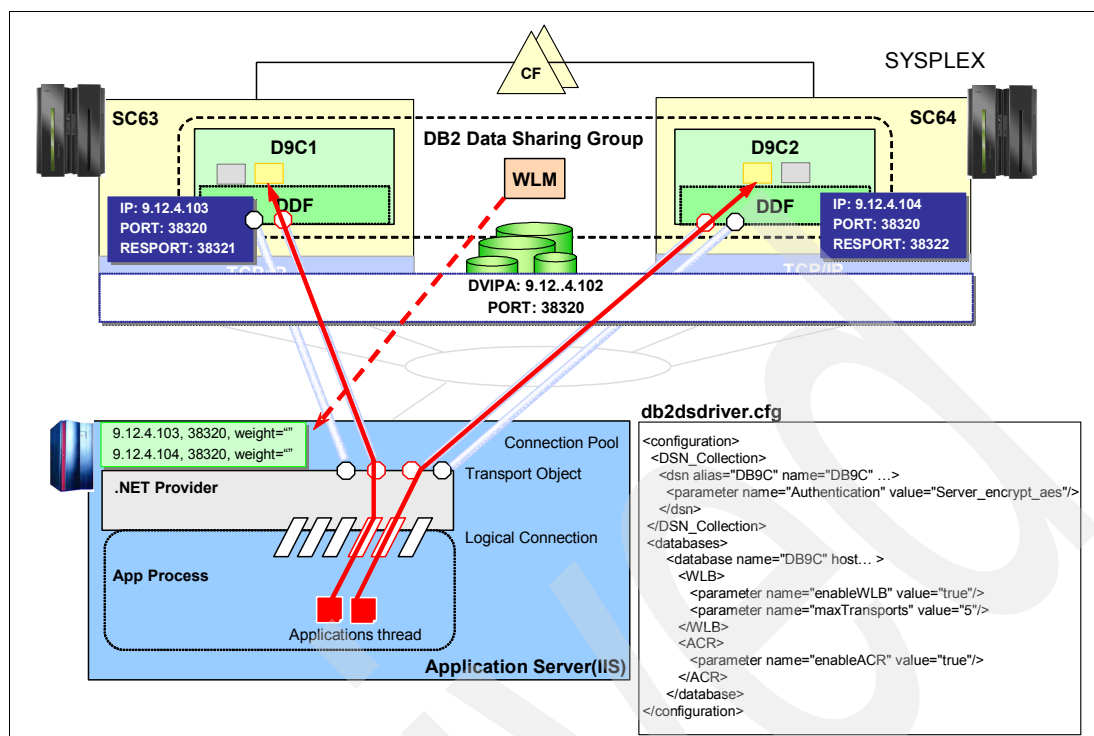 SYSPLEX
CF
SC63
SC64
DB2 Data Sharing Group
D9C1
D9C2
WLM
DDF
DDF
IP: 9.12.4.103
PORT: 38320
RESPORT: 38321
IP: 9.12.4.104
PORT: 38320
RESPORT: 38322
TCP/IP
TCP/IP
DVIPA: 9.12..4.102
PORT: 38320
9.12.4.103, 38320, weight=“”
9.12.4.104, 38320, weight=“”
Connection Pool
Transport Object
.NET Provider
Logical Connection
App Process
Applications thread
Application Server(IIS)
db2dsdriver.cfg
<configuration>
<DSN_Collection>
<dsn alias="DB9C" name="DB9C" ...>
<parameter name="Authentication" value="Server_encrypt_aes"/>
</dsn>
</DSN_Collection>
<databases>
<database name="DB9C" host... >
<WLB>
<parameter name="enableWLB" value="true"/>
<parameter name="maxTransports" value="5"/>
</WLB>
<ACR>
<parameter name="enableACR" value="true"/>
</ACR>
</database>
</configuration>